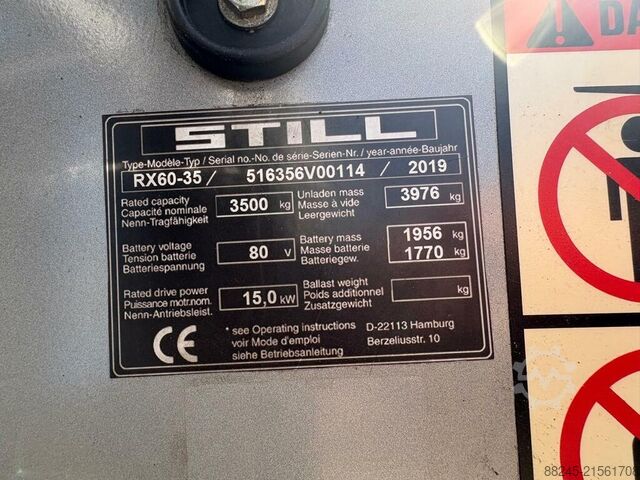 STILL
Type-Modèle-Typ / Serial no.-No. de série-Serien-Nr. / year-année-Baujahr
RX60-35 / 516356V00114 / 2019
Rated capacity
Capacité nominale
Nenn-Tragfähigkeit
3500 kg
Unladen mass
Masse à vide
Leergewicht
3976 kg
Battery voltage
Tension batterie
Batteriespannung
80 V
Battery mass
Masse batterie
Batteriegew.
1956 kg
1770 kg
Rated drive power
Puissance motr.nom.
Nenn-Antriebsleist.
15,0 kW
Ballast weight
Poids additionnel
Zusatzgewicht
kg
CE
* see Operating instructions
voir Mode d'emploi
siehe Betriebsanleitung
D-22113 Hamburg
Berzeliusstr. 10
DA
88245-21561708